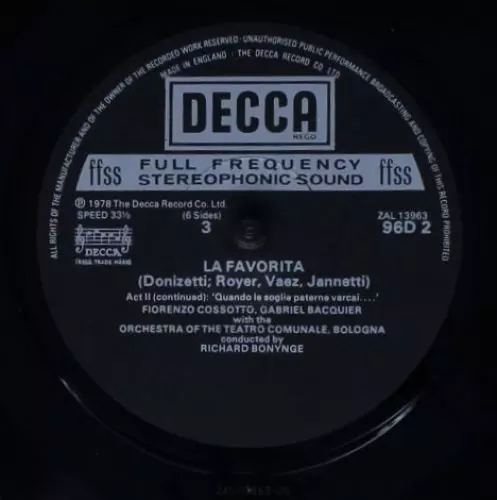 ALL RIGHTS OF THE MANUFACTURER AND OF THE OWNER OF THE RECORDED WORK RESERVED · UNAUTHORISED PUBLIC PERFORMANCE BROADCASTING AND COPYING OF THIS RECORD PROHIBITED
MADE IN ENGLAND · THE DECCA RECORD CO LTD
DECCA
REGD
ffss FULL FREQUENCY ffss
STEREOPHONIC SOUND
℗ 1978 The Decca Record Co. Ltd ZAL 13963
SPEED 33⅓ (6 Sides) 96D 2
3
DECCA
TRADE MARK
LA FAVORITA
(Donizetti; Royer, Vaez, Jannetti)
Act II (continued): 'Quando le soglie paterne varcai....'
FIORENZO COSSOTTO, GABRIEL BACQUIER
with the
ORCHESTRA OF THE TEATRO COMUNALE, BOLOGNA
conducted by
RICHARD BONYNGE